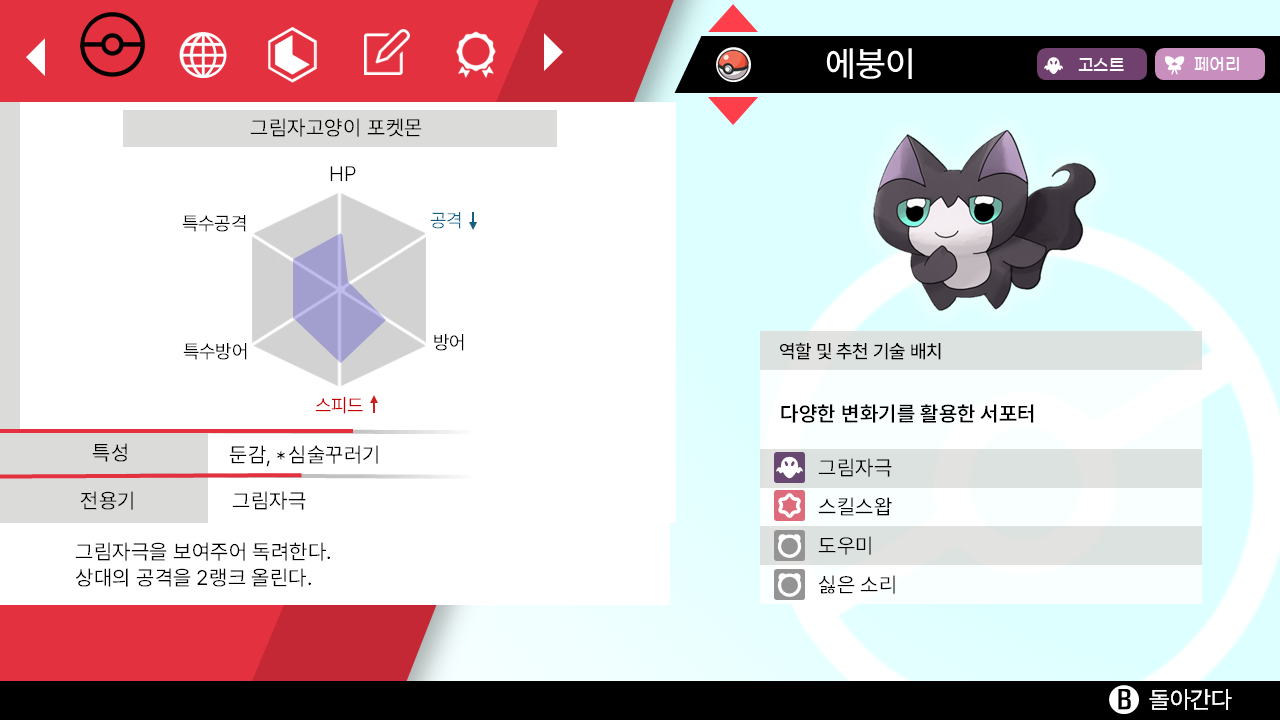 에붕이
고스트
페어리
그림자고양이 포켓몬
HP
특수공격
공격↓
특수방어
방어
스피드↑
특성
둔감, *심술꾸러기
전용기
그림자극
그림자극을 보여주어 독려한다.
상대의 공격을 2랭크 올린다.
역할 및 추천 기술 배치
다양한 변화기를 활용한 서포터
그림자극
스킬스왑
도우미
싫은 소리
B 돌아간다